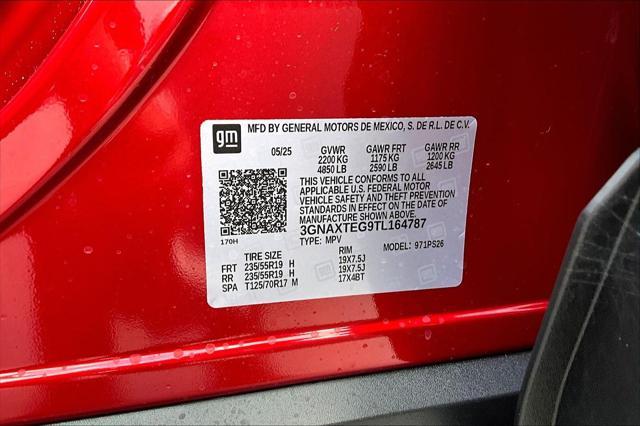 gm
MFD BY GENERAL MOTORS DE MEXICO, S. DE R.L. DE C.V.
05/25 GVWR GAWR FRT GAWR RR
2200 KG 1175 KG 1200 KG
4850 LB 2590 LB 2645 LB
THIS VEHICLE CONFORMS TO ALL
APPLICABLE U.S. FEDERAL MOTOR
VEHICLE SAFETY AND THEFT PREVENTION
STANDARDS IN EFFECT ON THE DATE OF
MANUFACTURE SHOWN ABOVE.
3GNAXTEG9TL164787
170H TYPE: MPV MODEL: 971PS26
TIRE SIZE RIM
FRT 235/55R19 H 19X7.5J
RR 235/55R19 H 19X7.5J
SPA T125/70R17 M 17X4BT